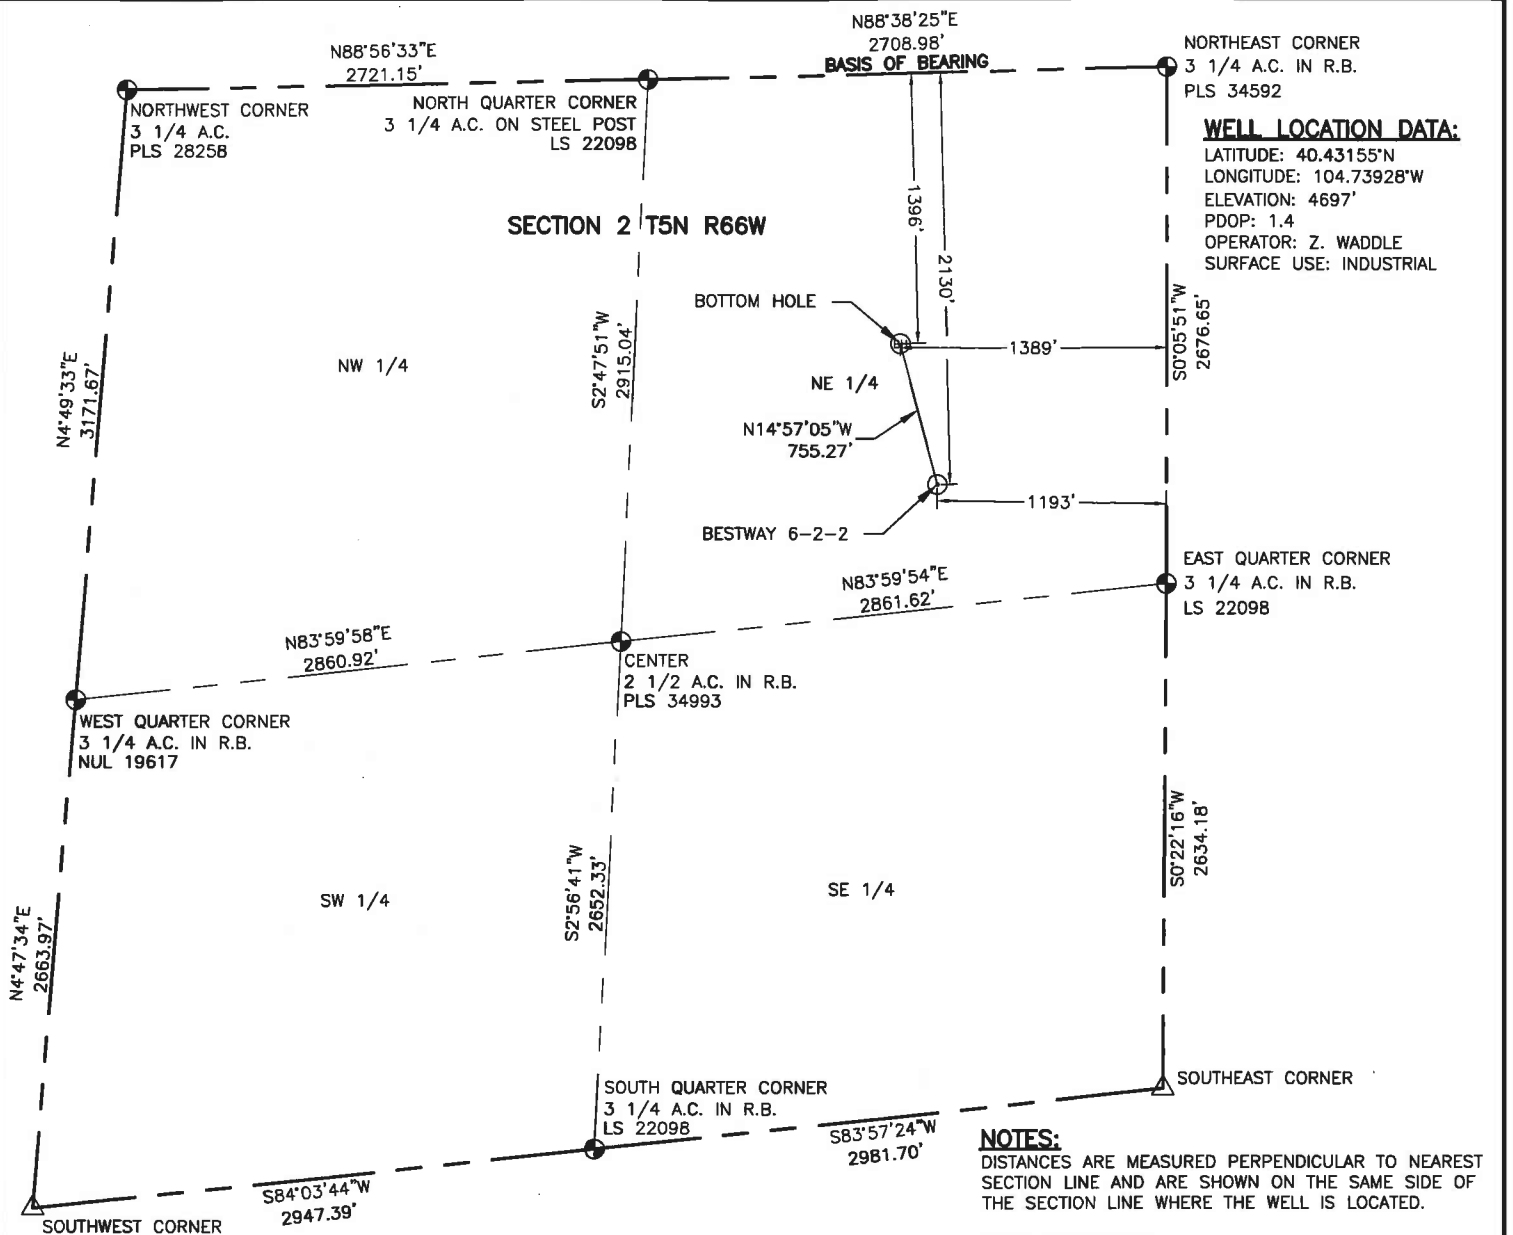 N88°38'25"E
2708.98'
BASIS OF BEARING
N88°56'33"E
2721.15'
NORTHEAST CORNER
3 1/4 A.C. IN R.B.
PLS 34592
NORTHWEST CORNER
3 1/4 A.C.
PLS 28258
NORTH QUARTER CORNER
3 1/4 A.C. ON STEEL POST
LS 22098
WELL LOCATION DATA:
LATITUDE: 40.43155°N
LONGITUDE: 104.73928°W
ELEVATION: 4697'
PDOP: 1.4
OPERATOR: Z. WADDLE
SURFACE USE: INDUSTRIAL
SECTION 2 T5N R66W
1396'
2130'
BOTTOM HOLE
1389'
S0°05'51"W
2676.65'
N4°49'33"E
3171.67'
NW 1/4
S2°47'51"W
2915.04'
NE 1/4
N14°57'05"W
755.27'
1193'
BESTWAY 6-2-2
EAST QUARTER CORNER
3 1/4 A.C. IN R.B.
LS 22098
N83°59'54"E
2861.62'
N83°59'58"E
2860.92'
CENTER
2 1/2 A.C. IN R.B.
PLS 34993
WEST QUARTER CORNER
3 1/4 A.C. IN R.B.
NUL 19617
N4°47'34"E
2663.97'
SW 1/4
S2°56'41"W
2652.33'
SE 1/4
S0°22'16"W
2634.18'
SOUTH QUARTER CORNER
3 1/4 A.C. IN R.B.
LS 22098
SOUTHEAST CORNER
S83°57'24"W
2981.70'
S84°03'44"W
2947.39'
SOUTHWEST CORNER
NOTES:
DISTANCES ARE MEASURED PERPENDICULAR TO NEAREST
SECTION LINE AND ARE SHOWN ON THE SAME SIDE OF
THE SECTION LINE WHERE THE WELL IS LOCATED.